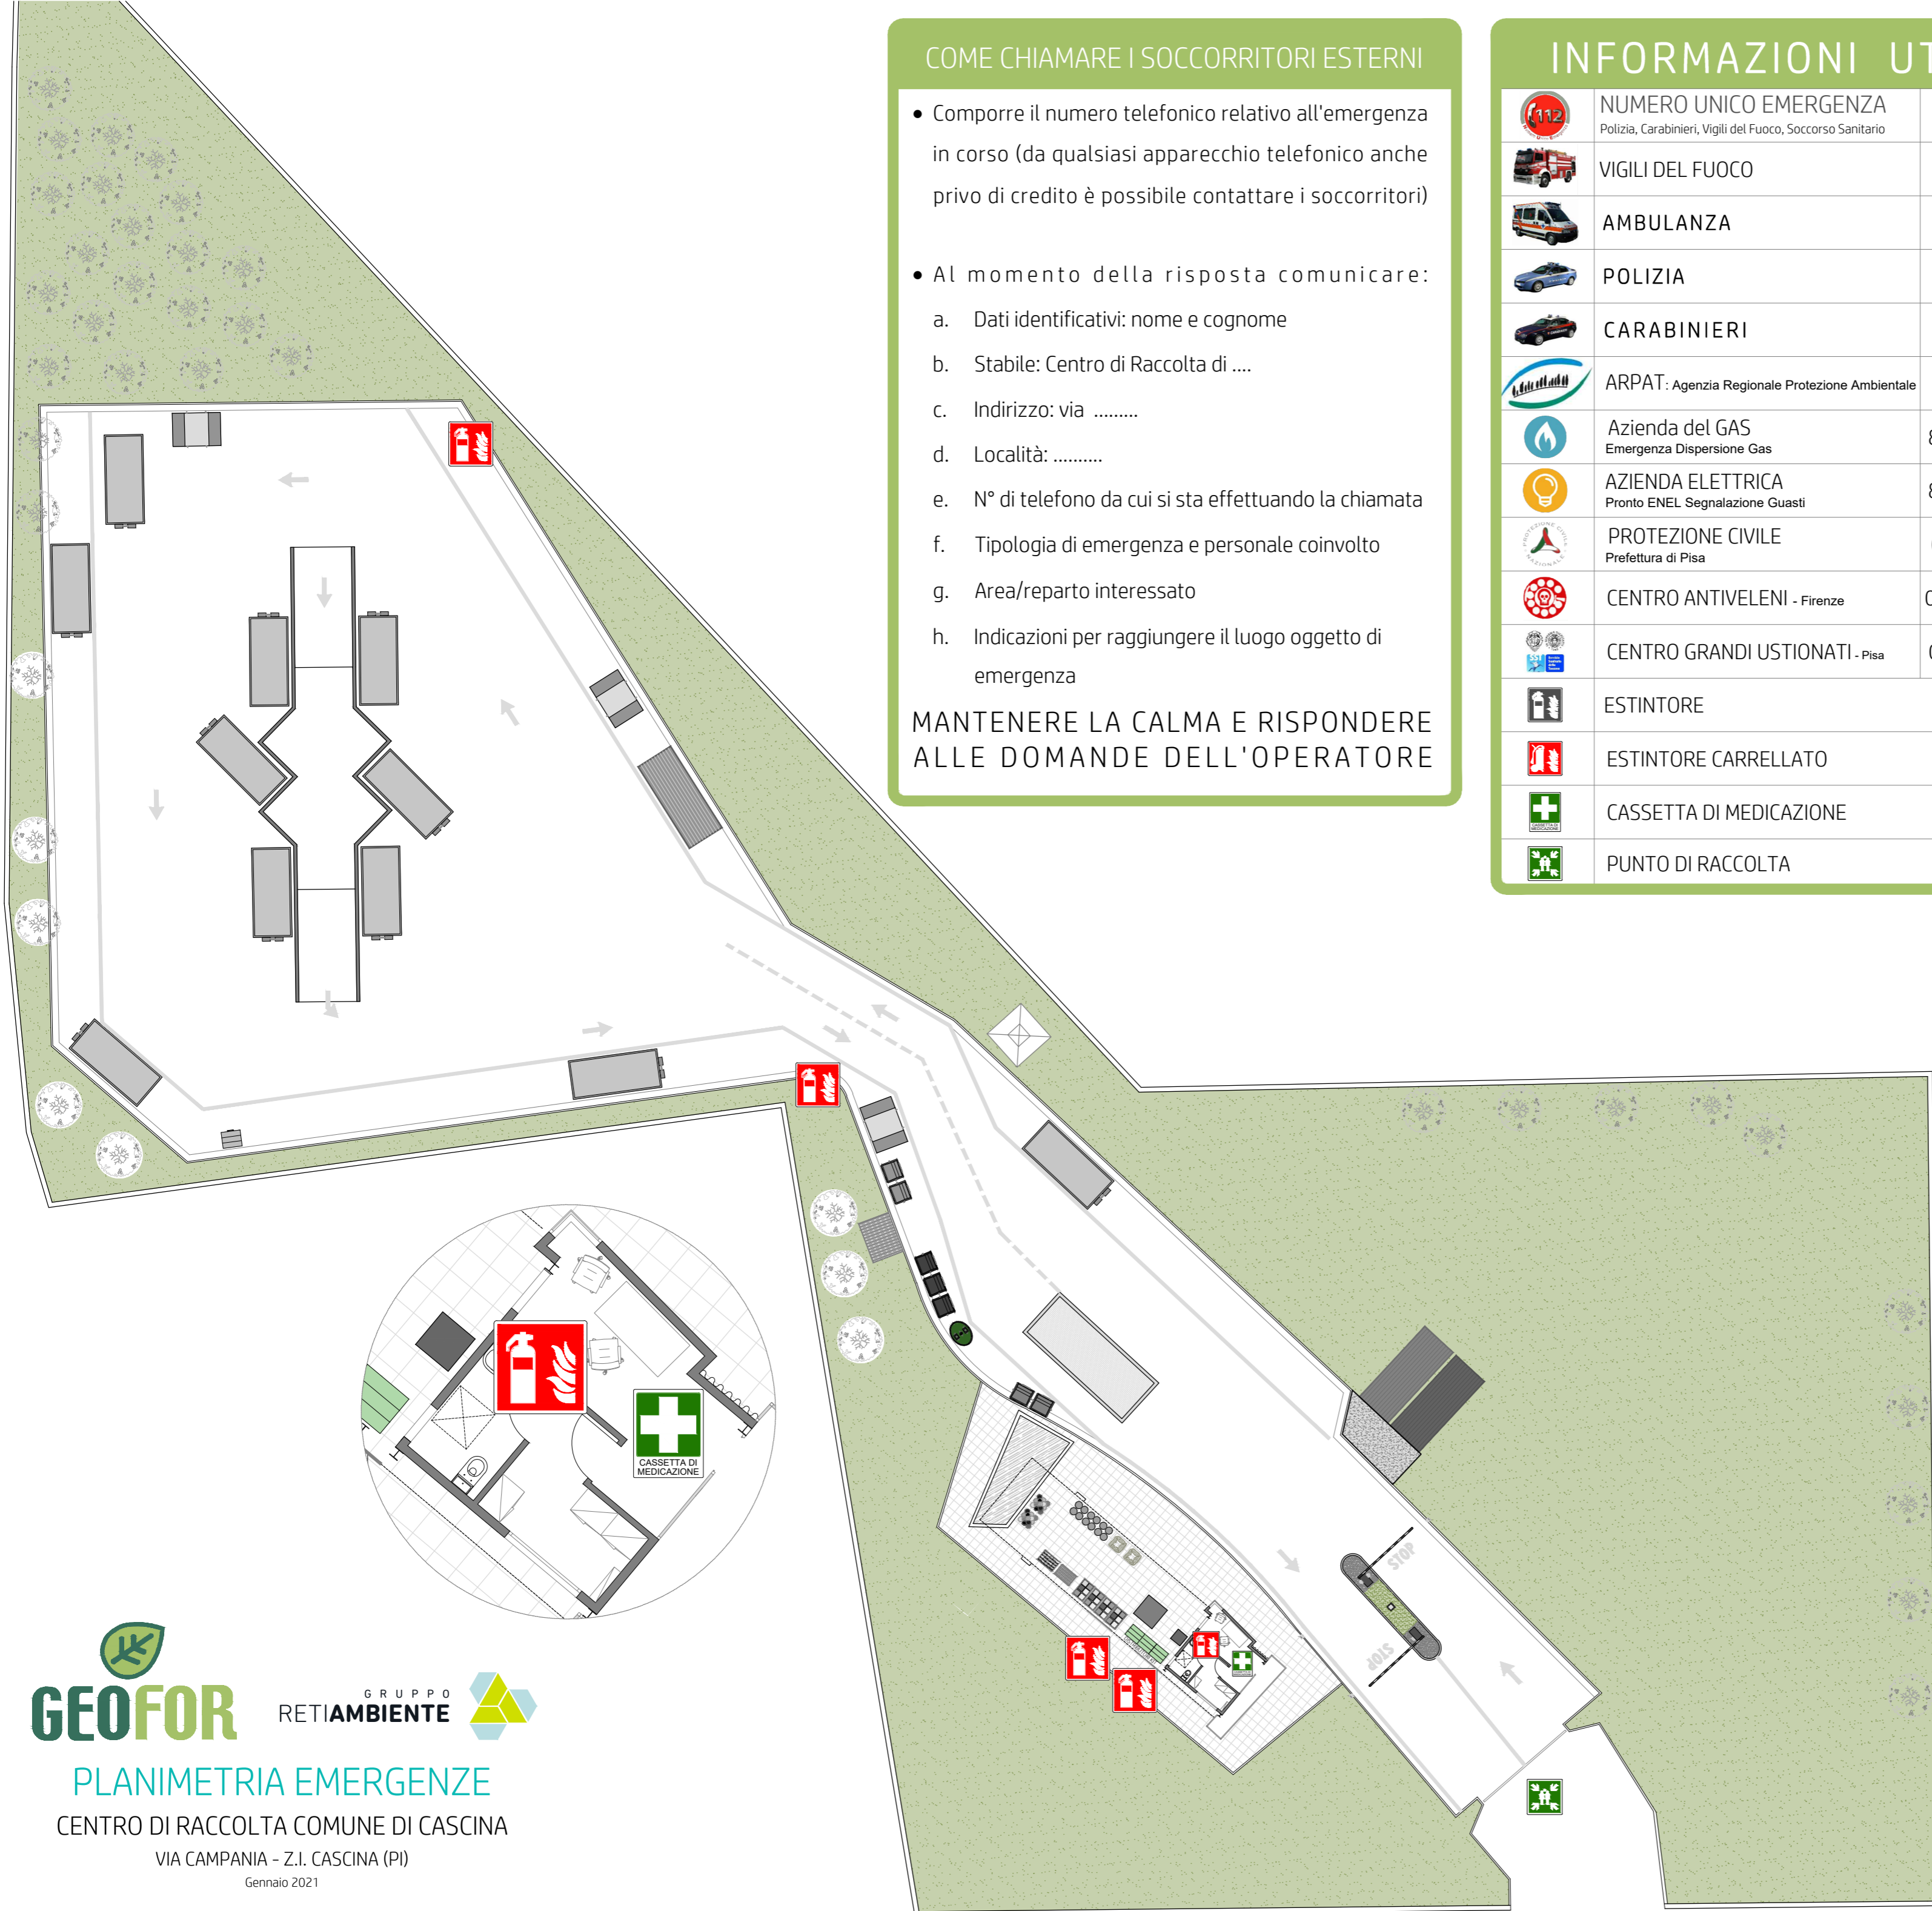 COME CHIAMARE I SOCCORRITORI ESTERNI
• Comporre il numero telefonico relativo all'emergenza
in corso (da qualsiasi apparecchio telefonico anche
privo di credito è possibile contattare i soccorritori)
• Al momento della risposta comunicare:
a. Dati identificativi: nome e cognome
b. Stabile: Centro di Raccolta di ....
c. Indirizzo: via .........
d. Località: ..........
e. N° di telefono da cui si sta effettuando la chiamata
f. Tipologia di emergenza e personale coinvolto
g. Area/reparto interessato
h. Indicazioni per raggiungere il luogo oggetto di
emergenza
MANTENERE LA CALMA E RISPONDERE
ALLE DOMANDE DELL'OPERATORE
INFORMAZIONI UT
112
NUMERO UNICO EMERGENZA
Polizia, Carabinieri, Vigili del Fuoco, Soccorso Sanitario
VIGILI DEL FUOCO
AMBULANZA
POLIZIA
CARABINIERI
ARPAT: Agenzia Regionale Protezione Ambientale
Azienda del GAS
Emergenza Dispersione Gas
AZIENDA ELETTRICA
Pronto ENEL Segnalazione Guasti
PROTEZIONE CIVILE
NAZIONALE
PROTEZIONE CIVILE
Prefettura di Pisa
CENTRO ANTIVELENI - Firenze
CENTRO GRANDI USTIONATI - Pisa
ESTINTORE
ESTINTORE CARRELLATO
CASSETTA DI
MEDICAZIONE
CASSETTA DI MEDICAZIONE
PUNTO DI RACCOLTA
CASSETTA DI
MEDICAZIONE
STOP
STOP
GEOFOR
GRUPPO
RETIAMBIENTE
PLANIMETRIA EMERGENZE
CENTRO DI RACCOLTA COMUNE DI CASCINA
VIA CAMPANIA - Z.I. CASCINA (PI)
Gennaio 2021